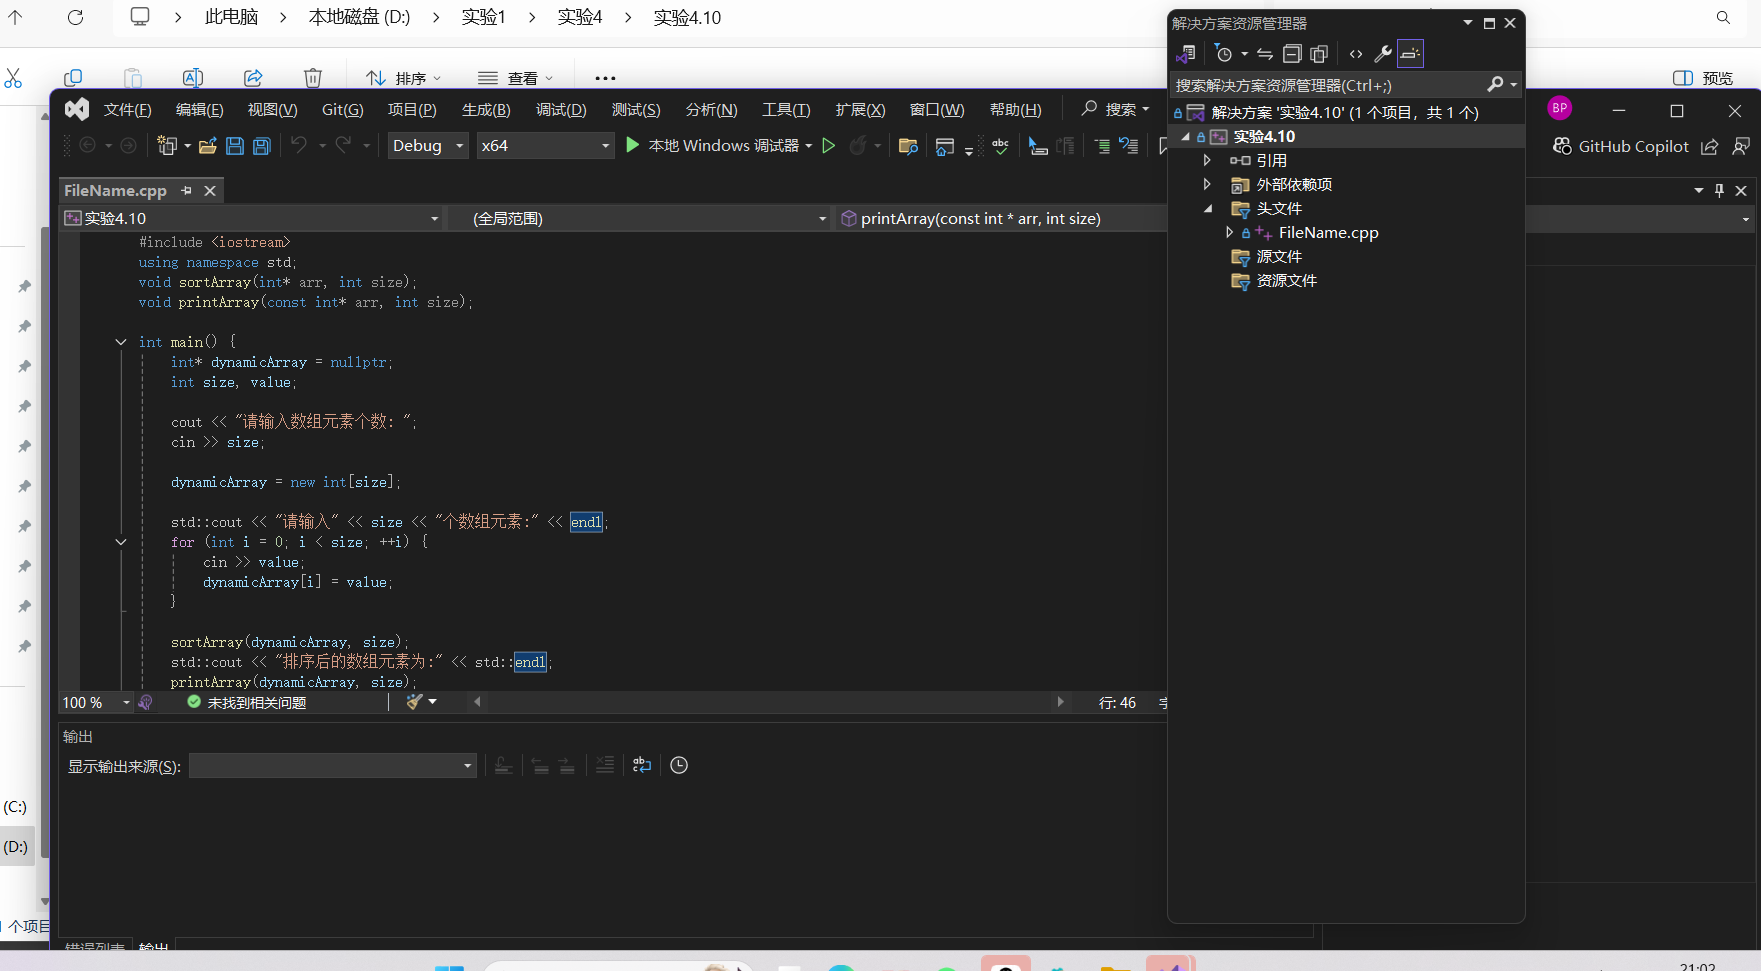 此电脑 > 本地磁盘 (D:) > 实验1 > 实验4 > 实验4.10
排序 查看 ••• 预览
文件(F) 编辑(E) 视图(V) Git(G) 项目(P) 生成(B) 调试(D) 测试(S) 分析(N) 工具(T) 扩展(X) 窗口(W) 帮助(H) 搜索 BP
Debug x64 本地 Windows 调试器 GitHub Copilot
FileName.cpp
实验4.10 (全局范围) printArray(const int * arr, int size)
#include <iostream>
using namespace std;
void sortArray(int* arr, int size);
void printArray(const int* arr, int size);
int main() {
int* dynamicArray = nullptr;
int size, value;
cout << "请输入数组元素个数: ";
cin >> size;
dynamicArray = new int[size];
std::cout << "请输入" << size << "个数组元素:" << endl;
for (int i = 0; i < size; ++i) {
cin >> value;
dynamicArray[i] = value;
}
sortArray(dynamicArray, size);
std::cout << "排序后的数组元素为:" << std::endl;
printArray(dynamicArray, size);
100 % 未找到相关问题 行: 46
输出
显示输出来源(S):
错误列表 输出
解决方案资源管理器
搜索解决方案资源管理器(Ctrl+;)
解决方案 '实验4.10' (1 个项目, 共 1 个)
实验4.10
引用
外部依赖项
头文件
FileName.cpp
源文件
资源文件
(C:)
(D:)
个项目
21:02